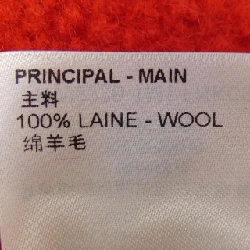 PRINCIPAL - MAIN
主料
100% LAINE - WOOL
绵羊毛